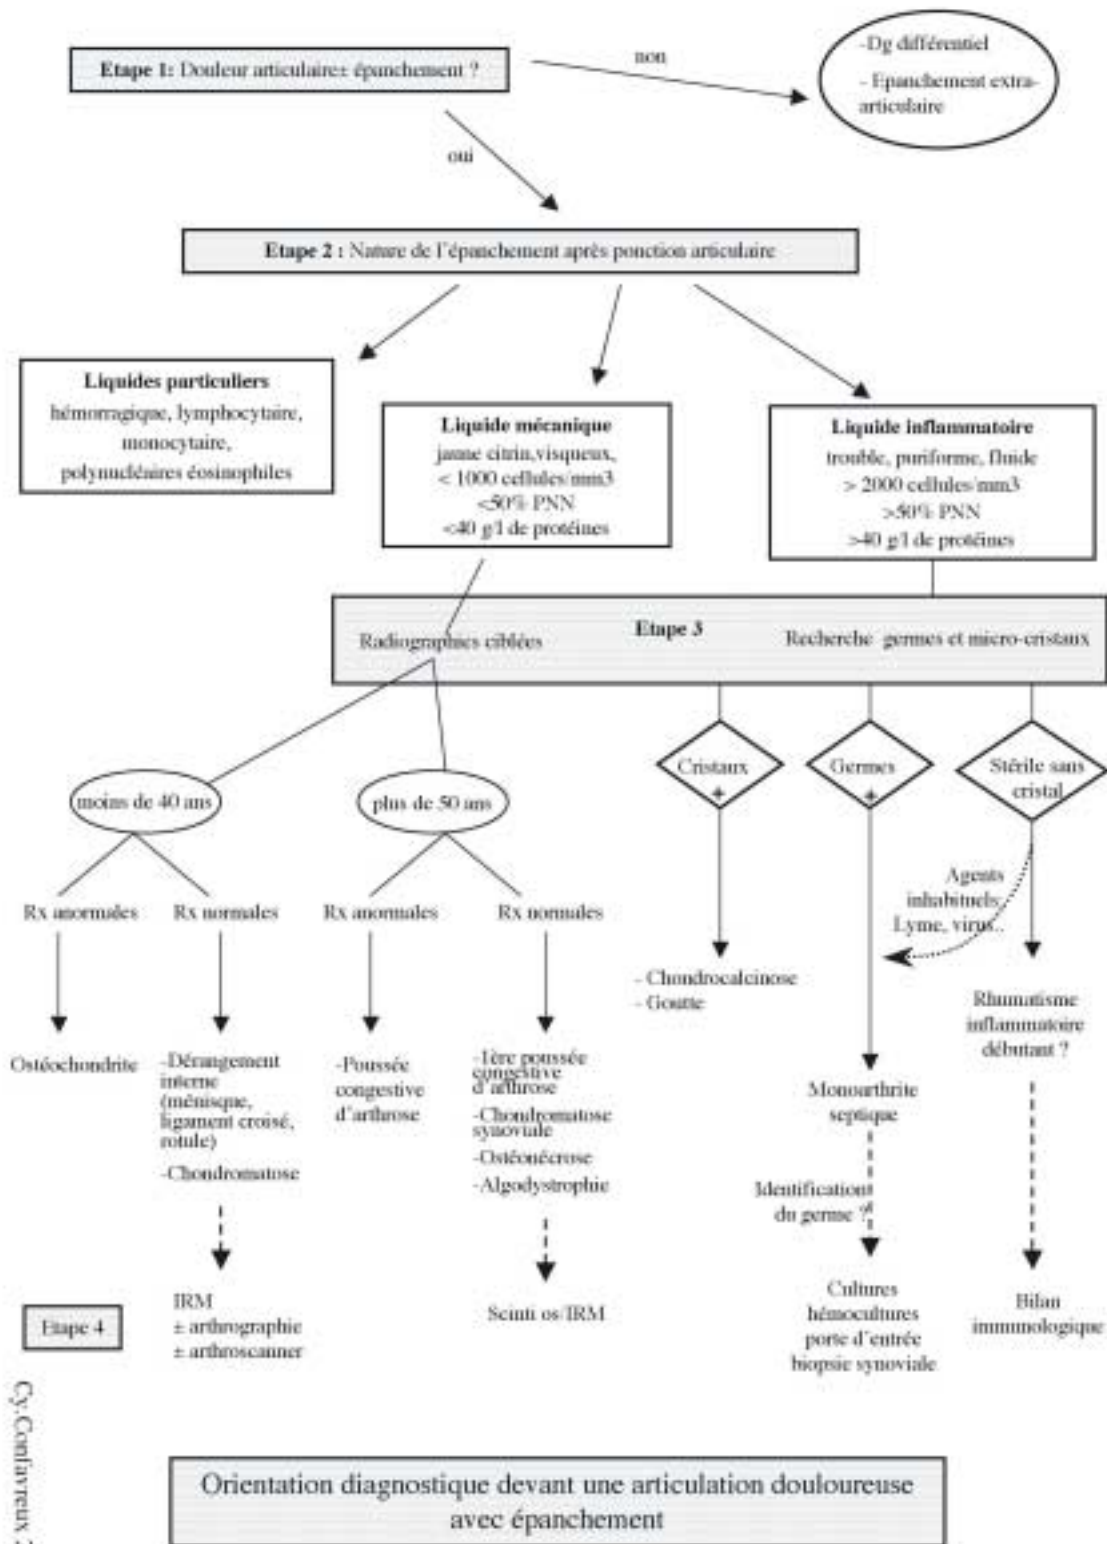 Etape 1: Douleur articulaire± épanchement ?
non
-Dg différentiel
- Epanchement extra-
articulaire
oui
Etape 2 : Nature de l'épanchement après ponction articulaire
Liquides particuliers
hémorragique, lymphocytaire,
monocytaire,
polynucléaires éosinophiles
Liquide mécanique
jaune citrin,visqueux,
< 1000 cellules/mm3
<50% PNN
<40 g/l de protéines
Liquide inflammatoire
trouble, puriforme, fluide
> 2000 cellules/mm3
>50% PNN
>40 g/l de protéines
Etape 3
Radiographies ciblées
Recherche germes et micro-cristaux
moins de 40 ans
plus de 50 ans
Cristaux
+
Germes
+
Stérile sans
cristal
Rx anormales
Rx normales
Rx anormales
Rx normales
Agents
inhabituels
Lyme, virus..
Ostéochondrite
-Dérangement
interne
(ménisque,
ligament croisé,
rotule)
-Chondromatose
-Poussée
congestive
d'arthrose
-1ère poussée
congestive
d'arthrose
-Chondromatose
synoviale
-Ostéonécrose
-Algodystrophie
- Chondrocalcinose
- Goutte
Monoarthrite
septique
Rhumatisme
inflammatoire
débutant ?
Identification
du germe ?
Etape 4
IRM
± arthrographie
± arthroscanner
Scinti os/IRM
Cultures
hémocultures
porte d'entrée
biopsie synoviale
Bilan
immunologique
Cy.Confavreux
Orientation diagnostique devant une articulation douloureuse
avec épanchement